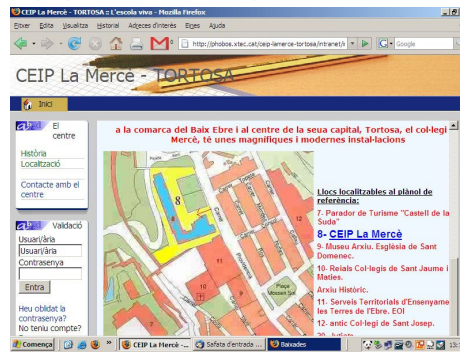 CEIP La Mercè - TORTOSA :: L'escola viva - Mozilla Firefox
Fitxer Edita Visualitza Historial Adreces d'interès Eines Ajuda
http://phobos.xtec.cat/ceip-lamerce-tortosa/intranet/
Google
CEIP La Mercè - TORTOSA
Inici
El centre
Història
Localització
Contacte amb el
centre
Validació
Usuari/ària
Usuari/ària
Contrasenya
Entra
Heu oblidat la
contrasenya?
No teniu compte?
a la comarca del Baix Ebre i al centre de la seua capital, Tortosa, el col·legi
Mercè, té unes magnífiques i modernes instal·lacions
8
Plaça
Llocs localitzables al plànol de
referència:
7- Parador de Turisme "Castell de la
Suda"
8- CEIP La Mercè
9- Museu Arxiu. Església de Sant
Domenec.
10- Reials Col·legis de Sant Jaume i
Maties.
Arxiu Històric.
11- Serveis Territorials d'Ensenyame
les Terres de l'Ebre. EOI
12- antic Col·legi de Sant Josep.
Comença
CEIP La Mercè -...
Safata d'entrada ...
Baixades